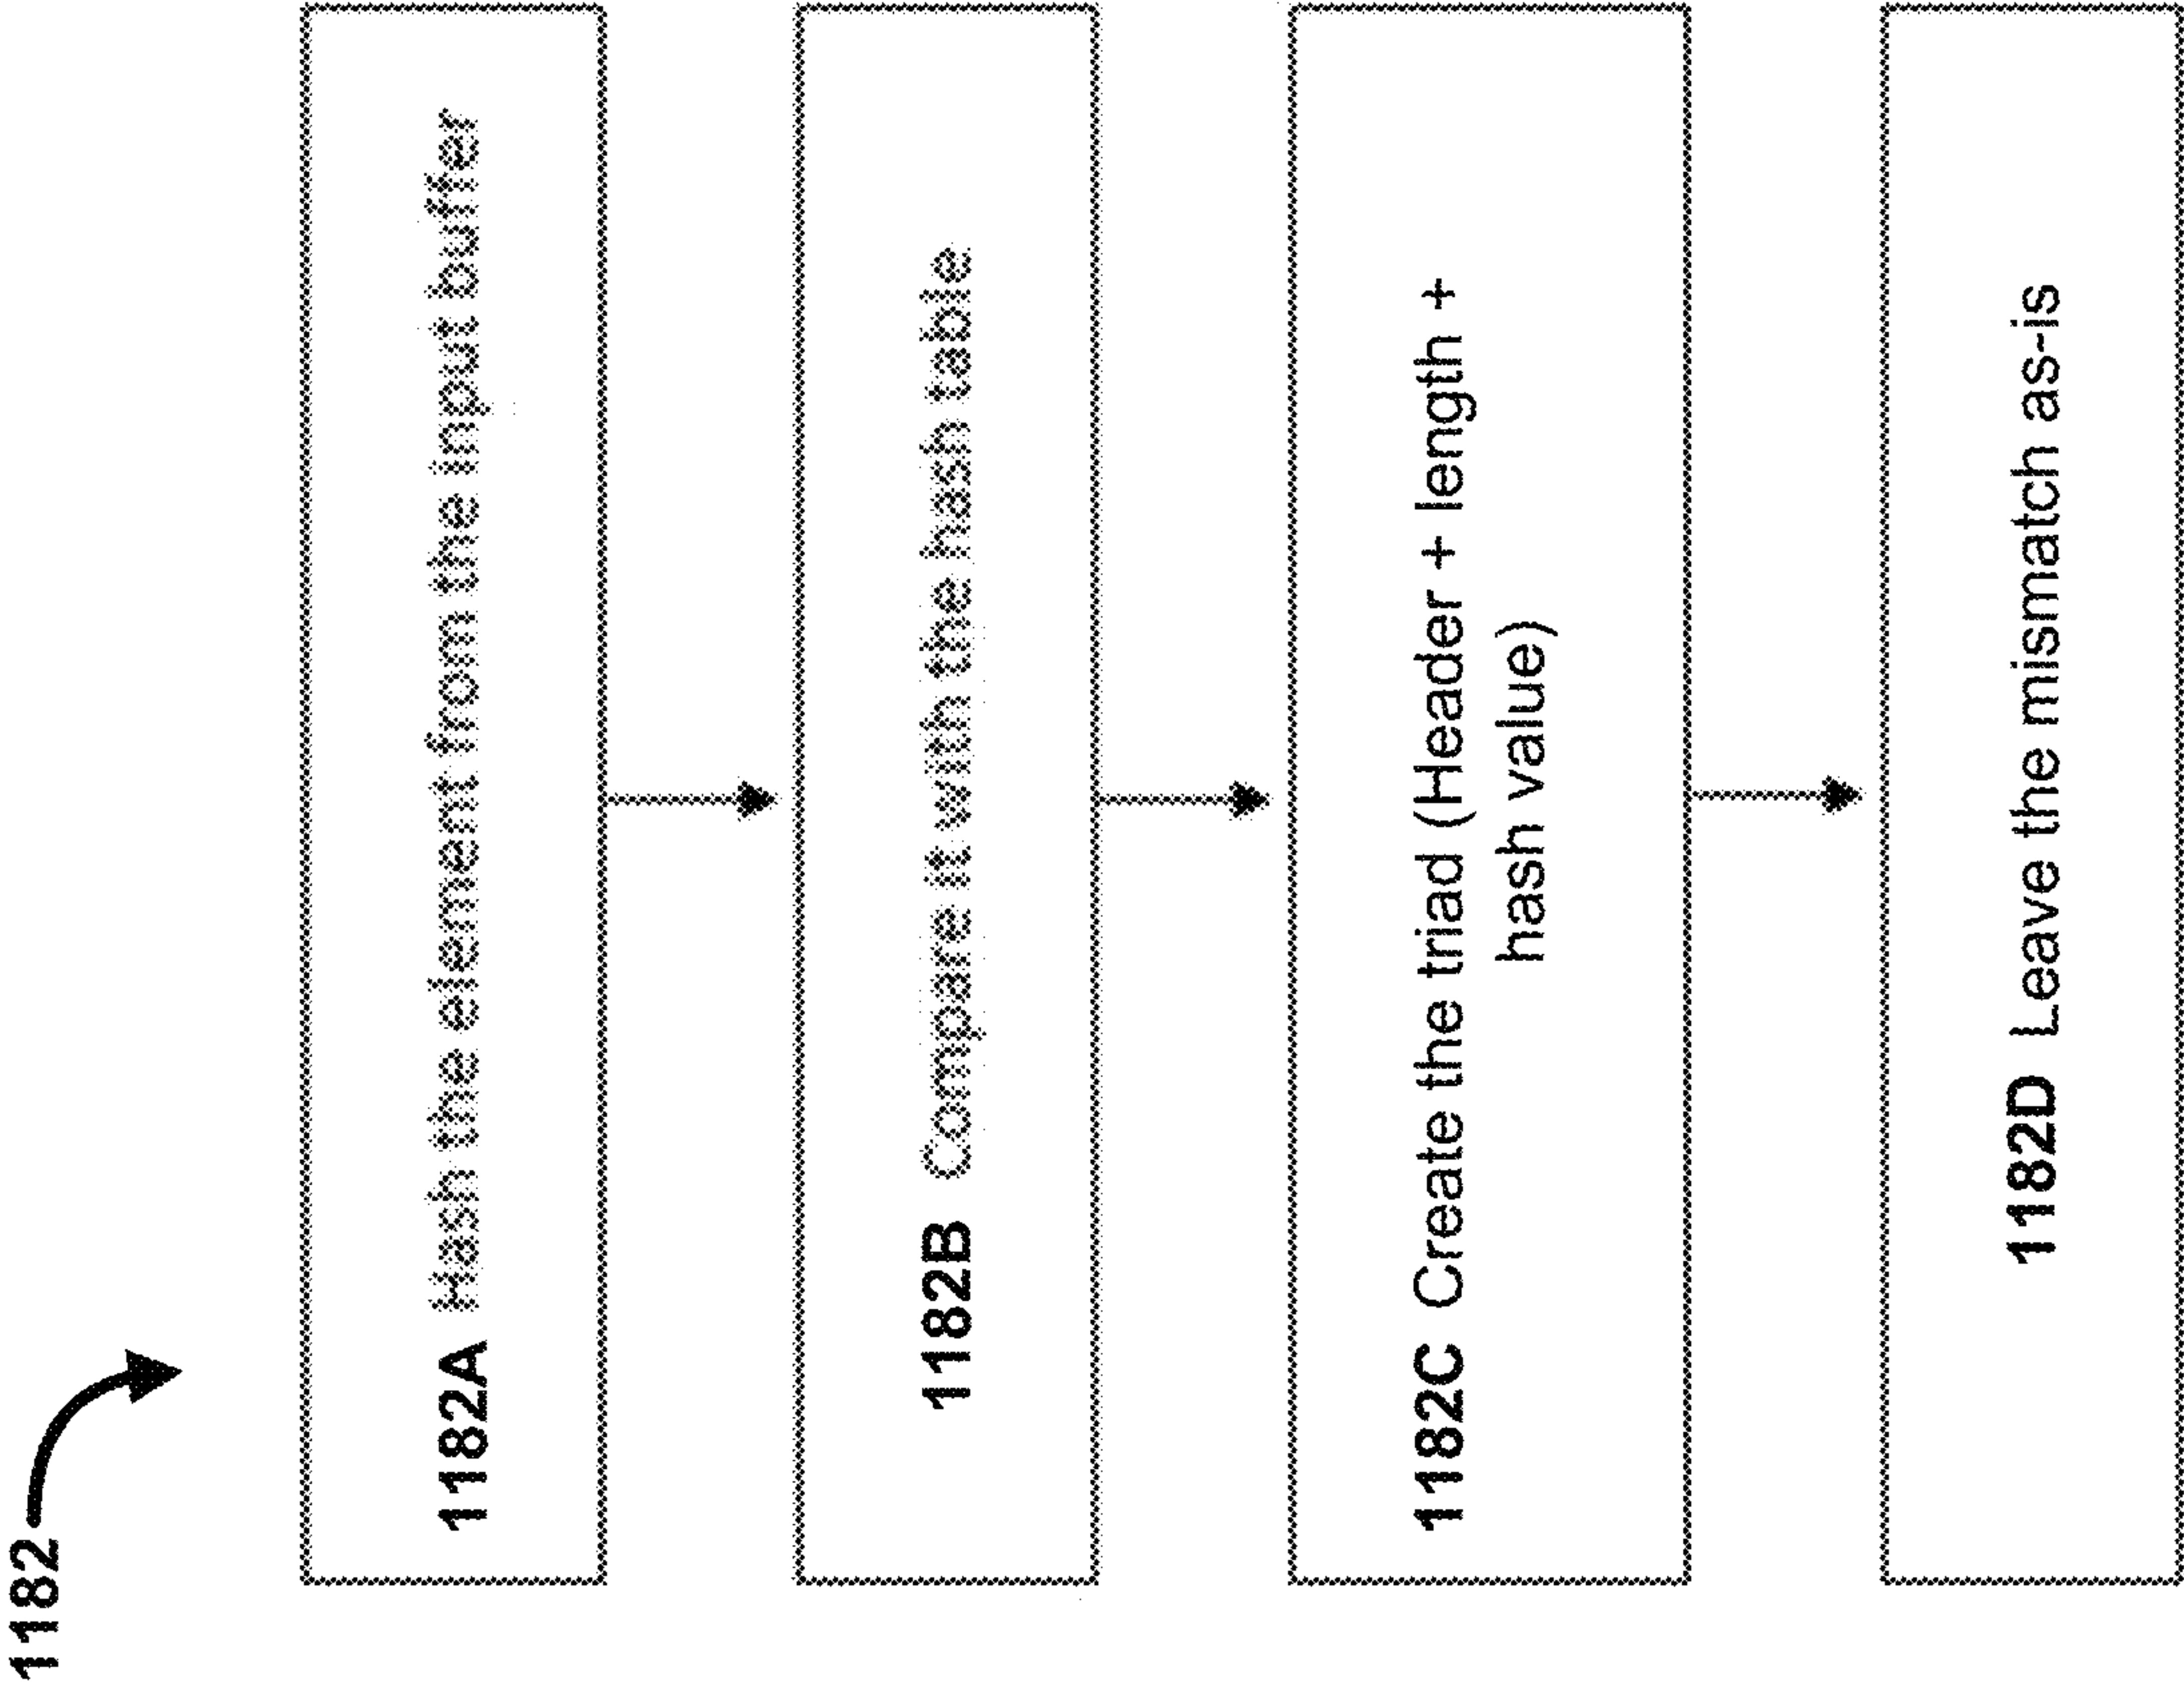 1182
1182A Hash the element from the input buffer
1182B Compare it with the hash table
1182C Create the triad (Header + length +
hash value)
1182D Leave the mismatch as-is